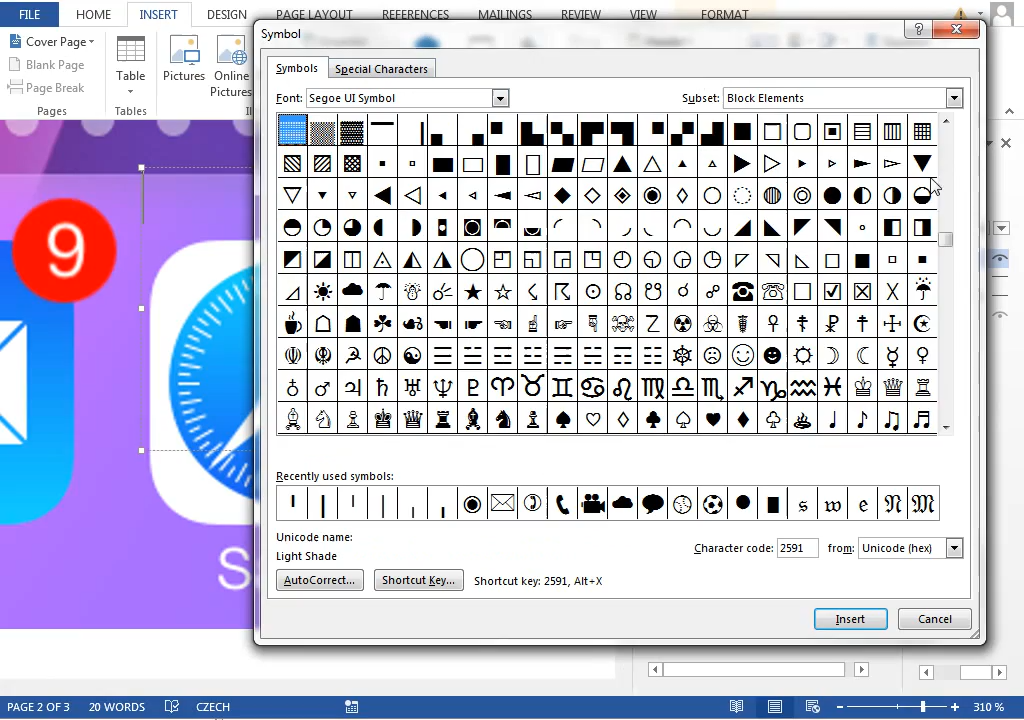 FILE HOME INSERT DESIGN PAGE LAYOUT REFERENCES MAILINGS REVIEW VIEW FORMAT
Symbol
Cover Page
Blank Page
Page Break
Pages
Table
Tables
Pictures
Online
Pictures
Symbols Special Characters
Font: Segoe UI Symbol Subset: Block Elements
9
Recently used symbols:
Unicode name:
Light Shade
Character code: 2591 from: Unicode (hex)
AutoCorrect... Shortcut Key... Shortcut key: 2591, Alt+X
Insert Cancel
S
PAGE 2 OF 3 20 WORDS CZECH 310 %